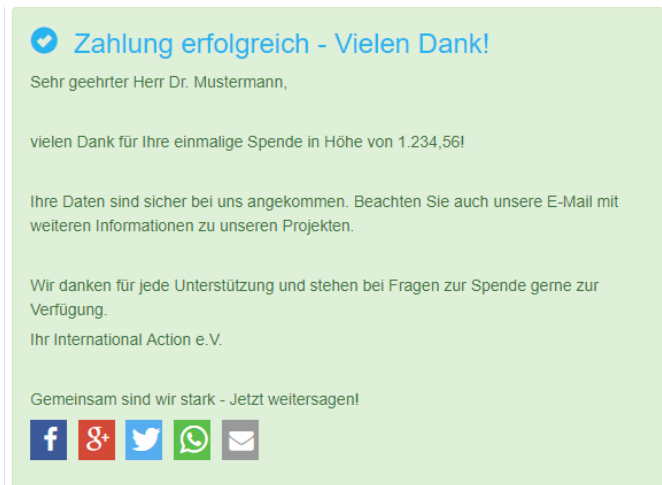 Zahlung erfolgreich - Vielen Dank!
Sehr geehrter Herr Dr. Mustermann,
vielen Dank für Ihre einmalige Spende in Höhe von 1.234,56!
Ihre Daten sind sicher bei uns angekommen. Beachten Sie auch unsere E-Mail mit
weiteren Informationen zu unseren Projekten.
Wir danken für jede Unterstützung und stehen bei Fragen zur Spende gerne zur
Verfügung.
Ihr International Action e.V.
Gemeinsam sind wir stark - Jetzt weitersagen!
f g+